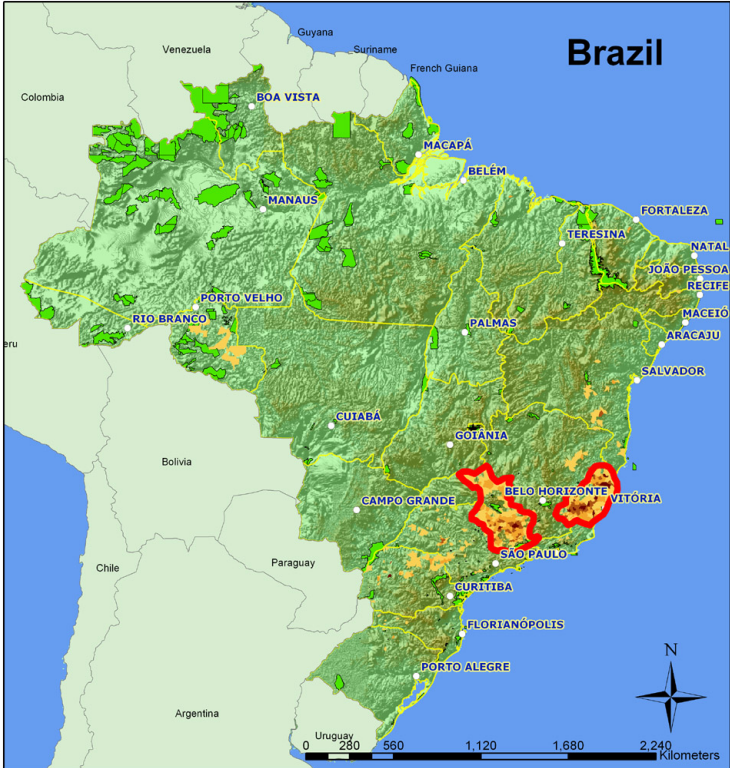 Guyana
Brazil
Venezuela
Suriname
French Guiana
Colombia
BOA VISTA
MACAPÁ
BELÉM
MANAUS
FORTALEZA
TERESINA
NATAL
JOÃO PESSOA
RECIFE
PORTO VELHO
RIO BRANCO
MACEIÓ
PALMAS
ARACAJU
eru
SALVADOR
CUIABÁ
GOIÂNIA
Bolivia
BELO HORIZONTE
VITÓRIA
CAMPO GRANDE
SÃO PAULO
Paraguay
Chile
CURITIBA
FLORIANÓPOLIS
N
PORTO ALEGRE
Argentina
Uruguay
0 280 560 1,120 1,680 2,240
Kilometers